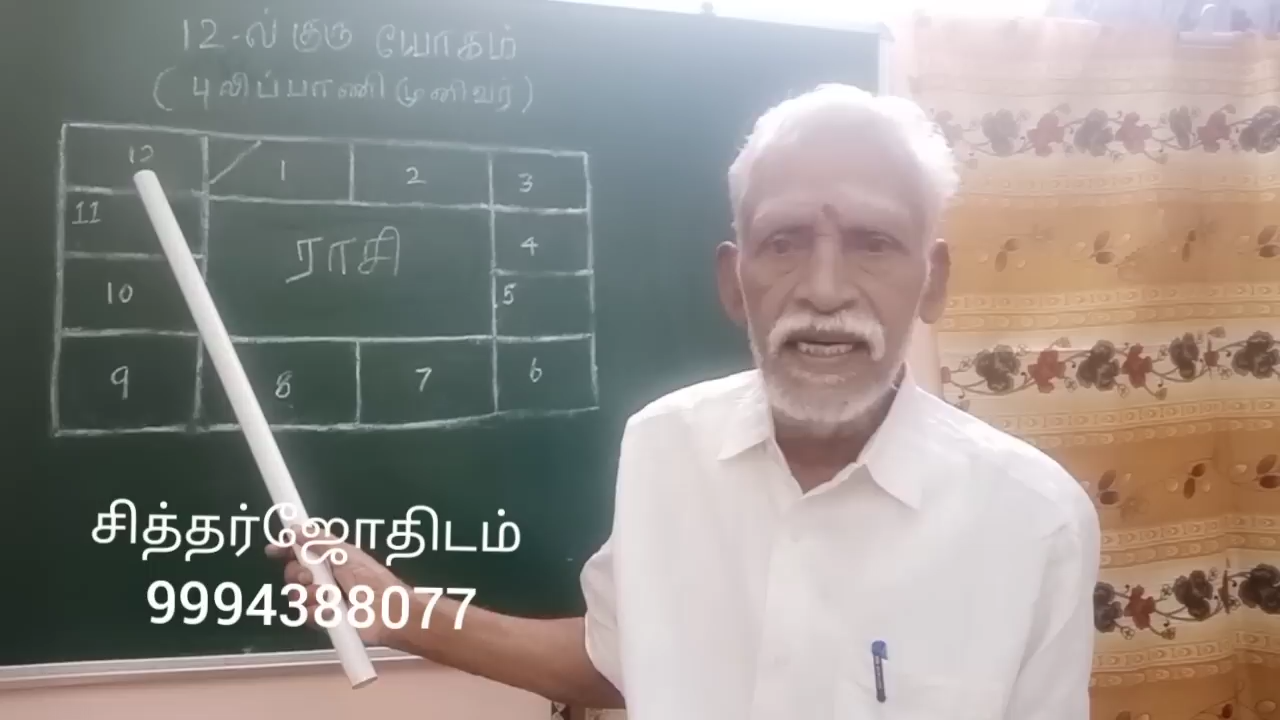 12-ல் குரு யோகம்
( புலிப்பாணி முனிவர் )
12 1 2 3
11 ராசி 4
10 5
9 8 7 6
சித்தர்ஜோதிடம்
9994388077